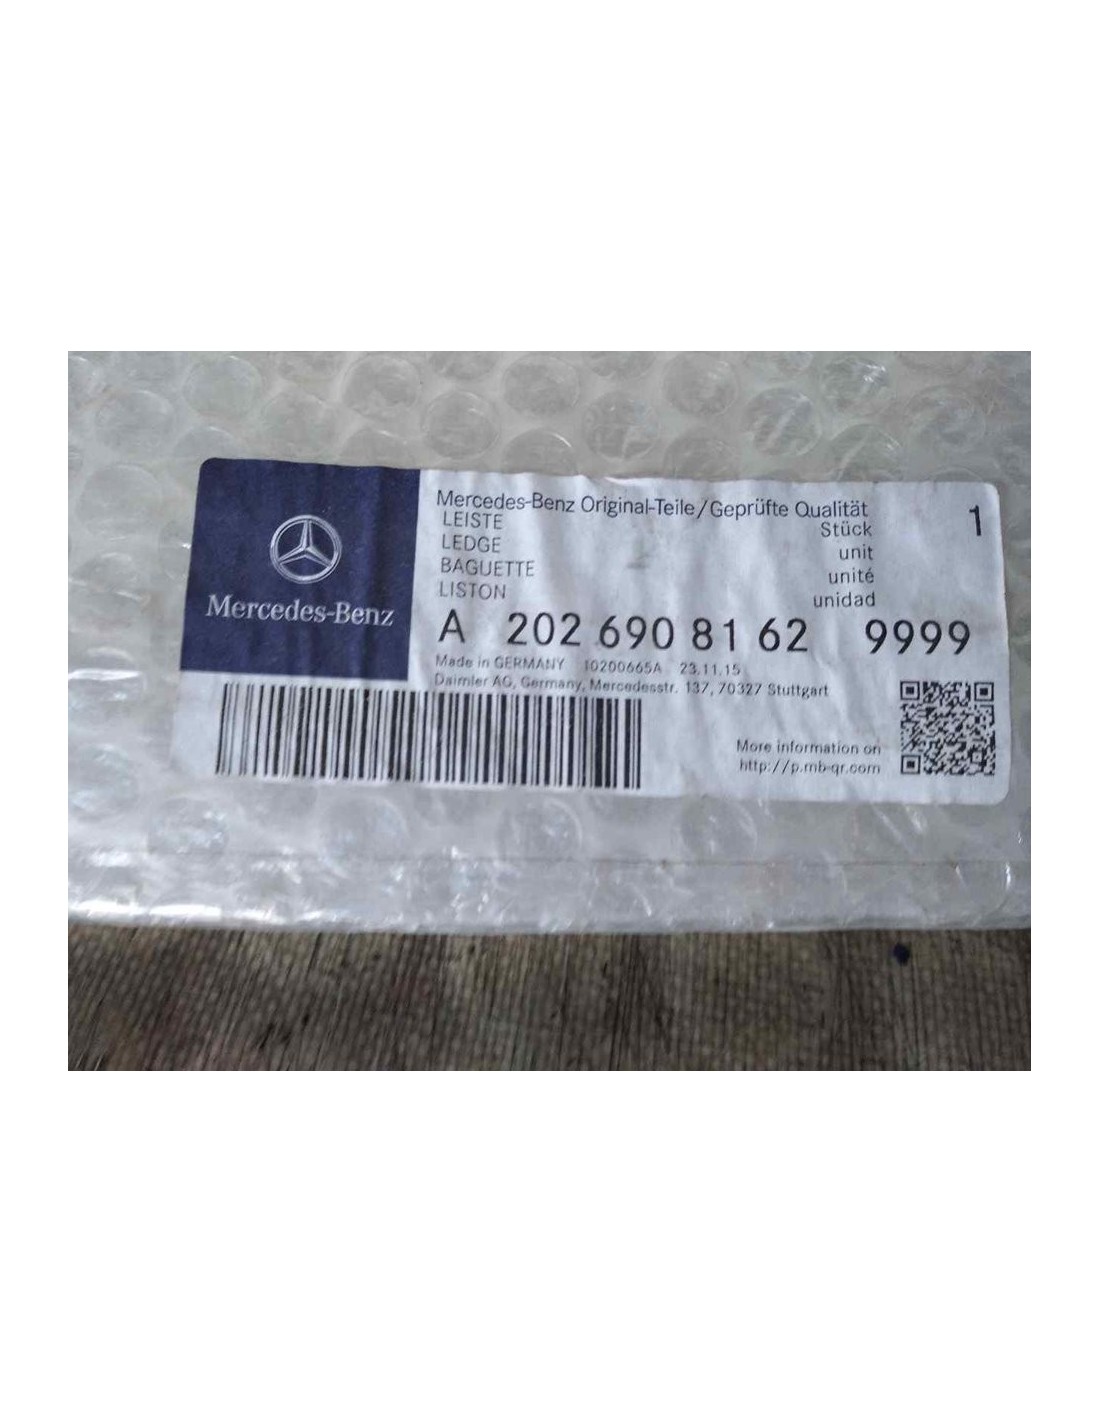 Mercedes-Benz
Mercedes-Benz Original-Teile/Geprüfte Qualität 1
LEISTE Stück
LEDGE unit
BAGUETTE unité
LISTON unidad
A 202 690 81 62 9999
Made in GERMANY 10200665A 23.11.15
Daimler AG, Germany, Mercedesstr. 137, 70327 Stuttgart
More information on
http://p.mb-qr.com